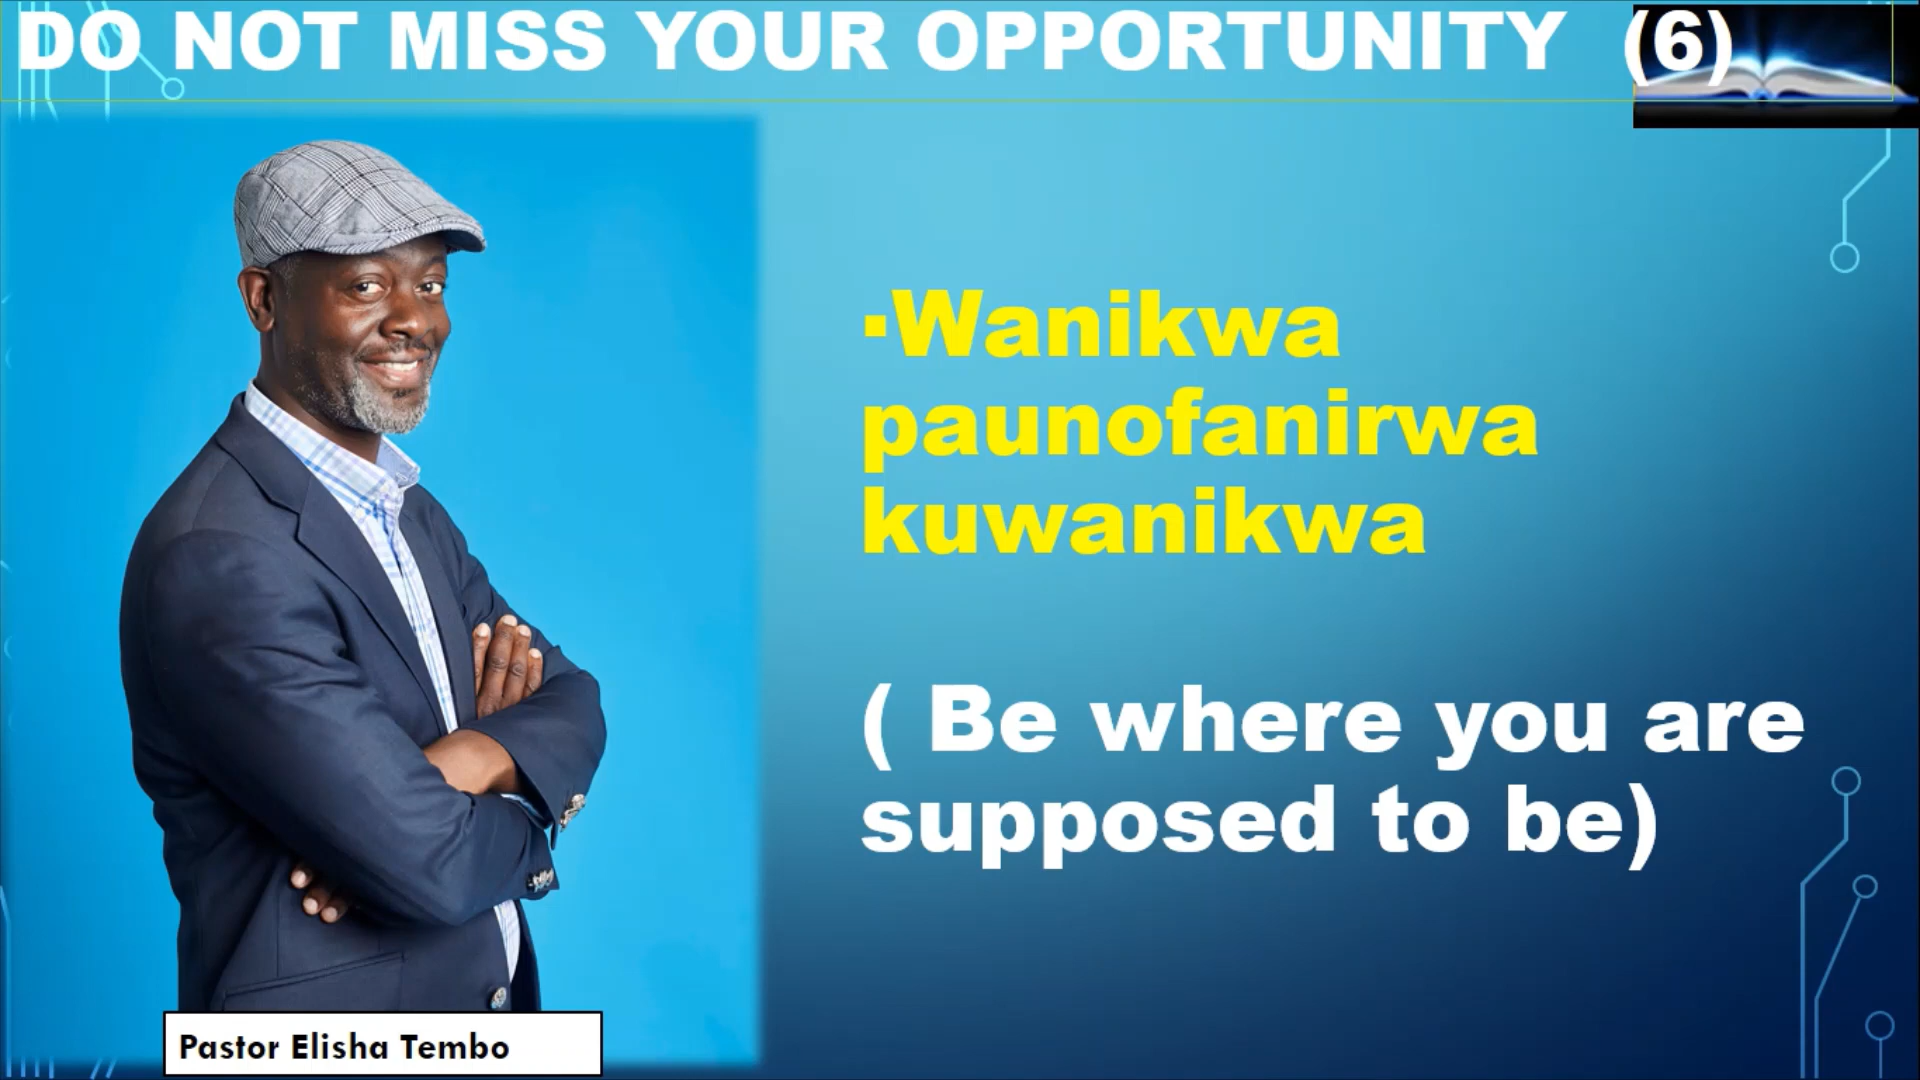 DO NOT MISS YOUR OPPORTUNITY (6)
▪Wanikwa
paunofanirwa
kuwanikwa
( Be where you are
supposed to be)
Pastor Elisha Tembo